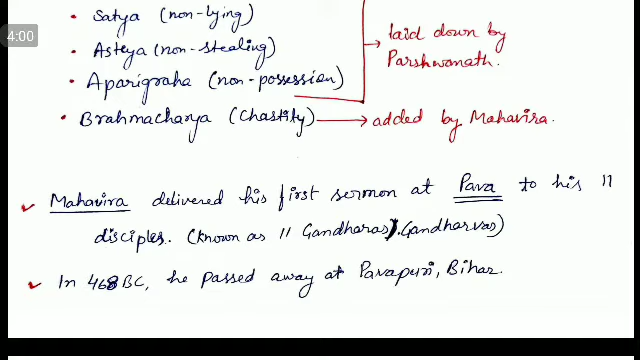 • Satya (non-lying)
4:00
laid down by
• Asteya (non-stealing)
Parshwanath.
• Aparigraha (non-possession)
• Brahmacharya (Chastity) → added by Mahavira.
✓ Mahavira delivered his first sermon at Pava to his 11
disciples. (known as 11 Gandharas). Gandharvas)
✓ In 468 BC, he passed away at Pavapuri, Bihar.